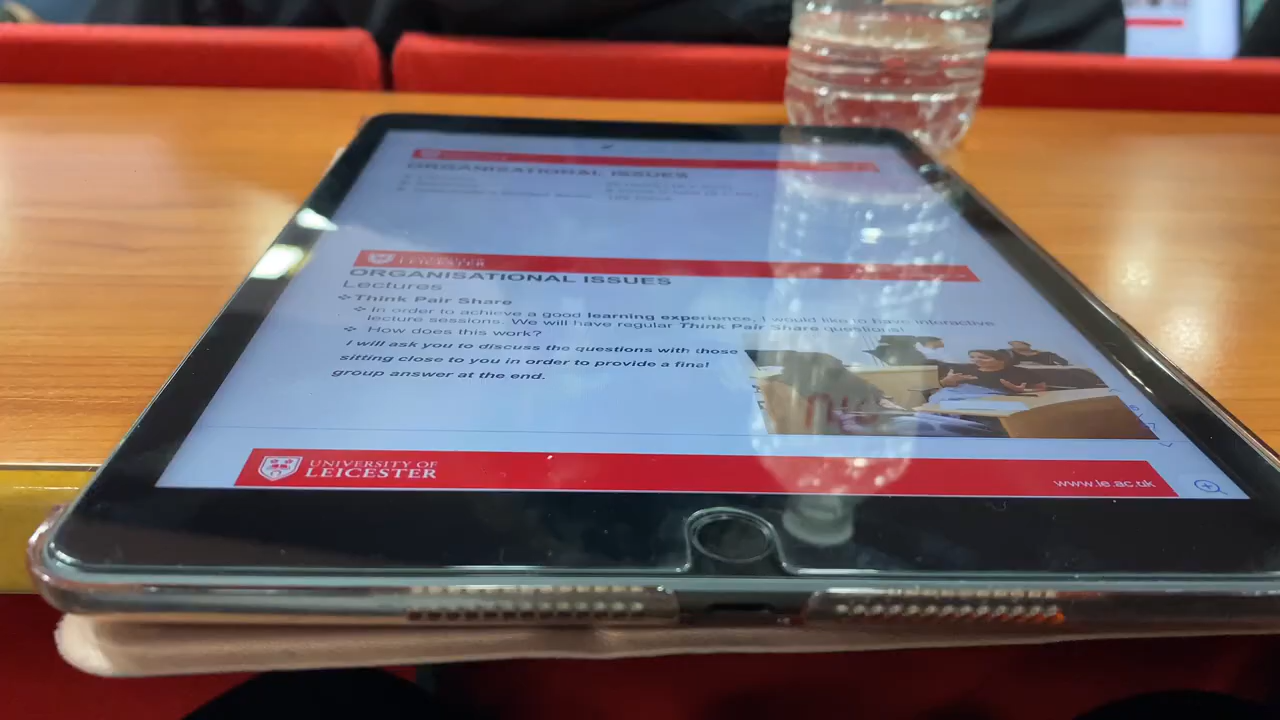 ORGANISATIONAL ISSUES
LEICESTER
ORGANISATIONAL ISSUES
Lectures
❖Think Pair Share
❖ In order to achieve a good learning experience, I would like to have interactive
lecture sessions. We will have regular Think Pair Share questions!
❖ How does this work?
I will ask you to discuss the questions with those
sitting close to you in order to provide a final
group answer at the end.
UNIVERSITY OF
LEICESTER
www.le.ac.uk